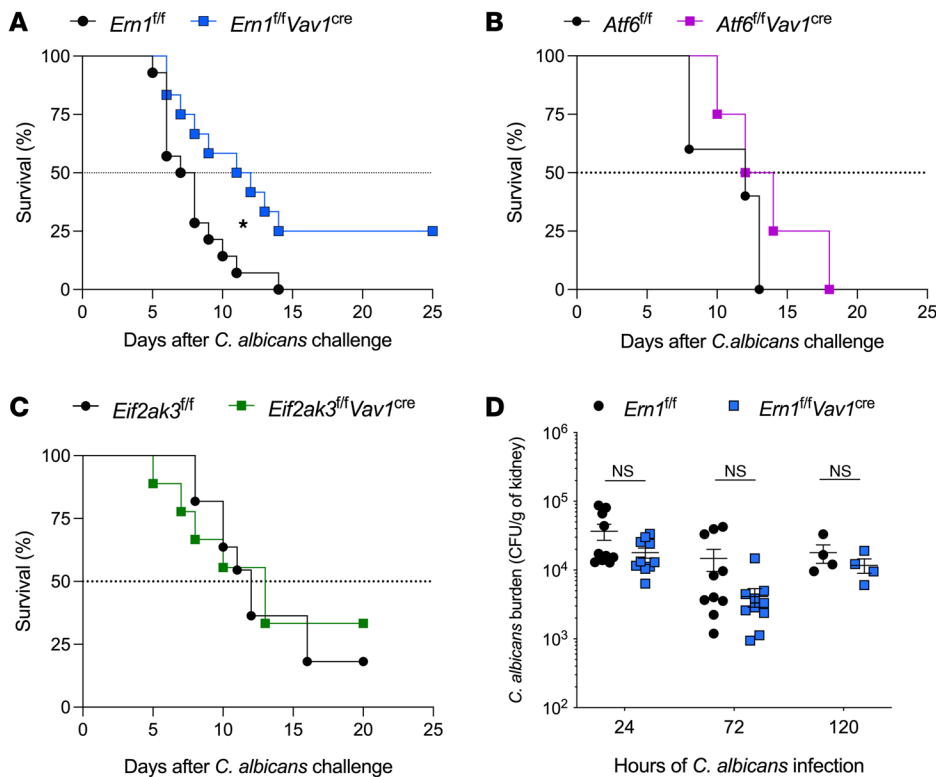 A
Ern1f/f Ern1f/fVav1cre
100
75
50
25
0
Survival (%)
*
0 5 10 15 20 25
Days after C. albicans challenge
B
Atf6f/f Atf6f/fVav1cre
100
75
50
25
0
Survival (%)
0 5 10 15 20 25
Days after C.albicans challenge
C
Eif2ak3f/f Eif2ak3f/fVav1cre
100
75
50
25
0
Survival (%)
0 5 10 15 20 25
Days after C. albicans challenge
D
Ern1f/f Ern1f/fVav1cre
10⁶
10⁵
10⁴
10³
10²
C. albicans burden (CFU/g of kidney)
NS NS NS
24 72 120
Hours of C. albicans infection